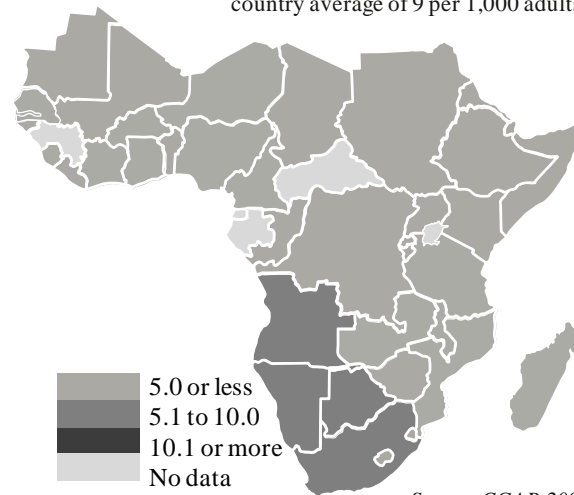 country average of 9 per 1,000 adults
5.0 or less
5.1 to 10.0
10.1 or more
No data